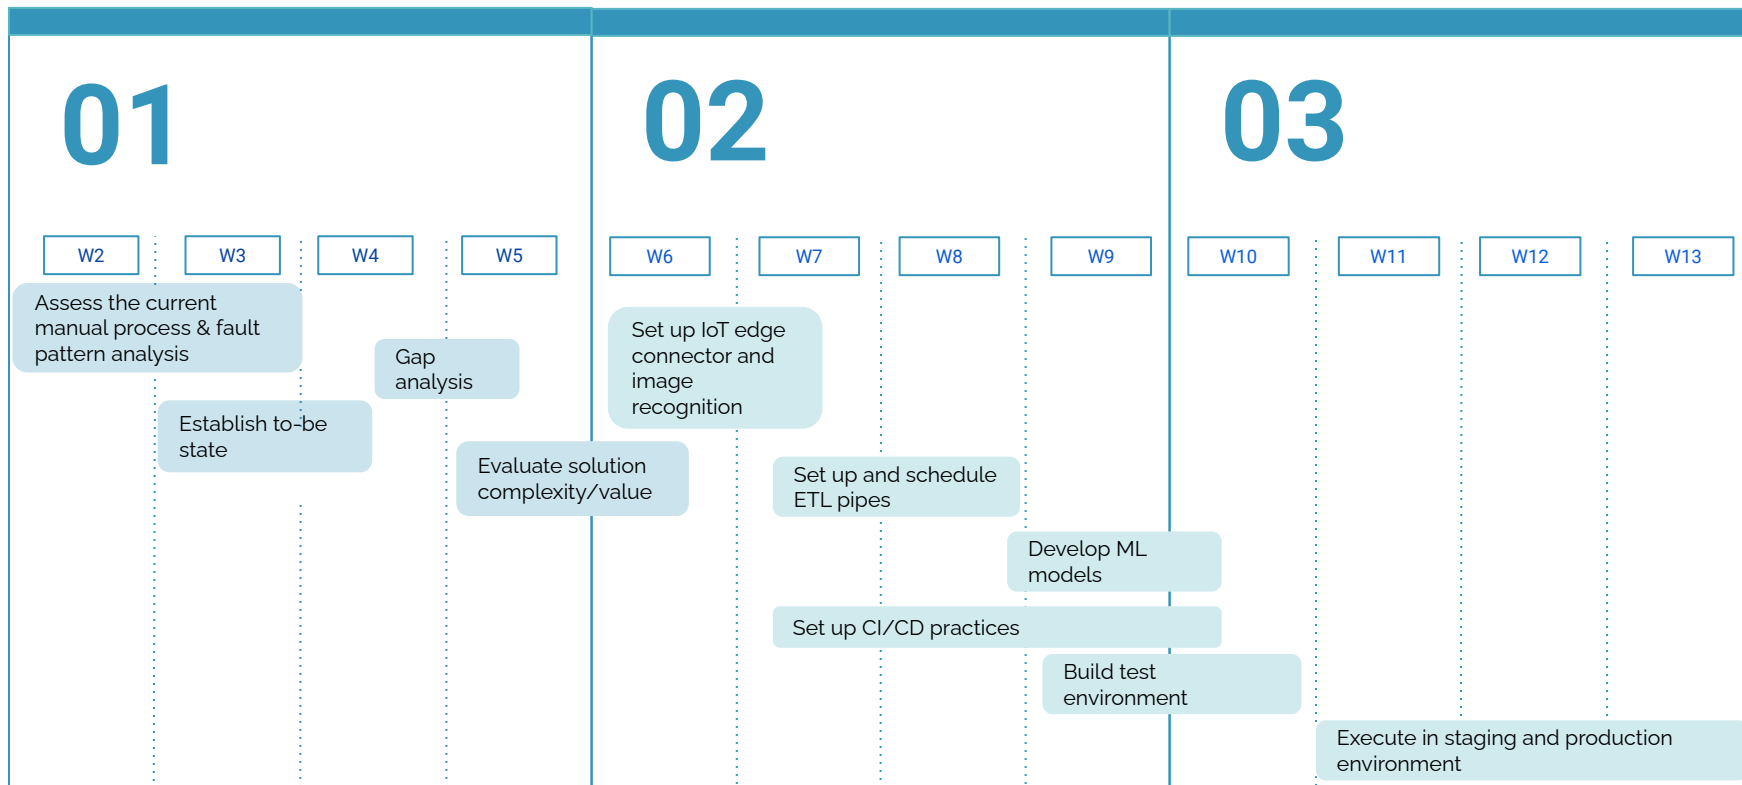 01
02
03
W2
W3
W4
W5
W6
W7
W8
W9
W10
W11
W12
W13
Assess the current
manual process & fault
pattern analysis
Gap
analysis
Establish to-be
state
Evaluate solution
complexity/value
Set up IoT edge
connector and
image
recognition
Set up and schedule
ETL pipes
Develop ML
models
Set up CI/CD practices
Build test
environment
Execute in staging and production
environment